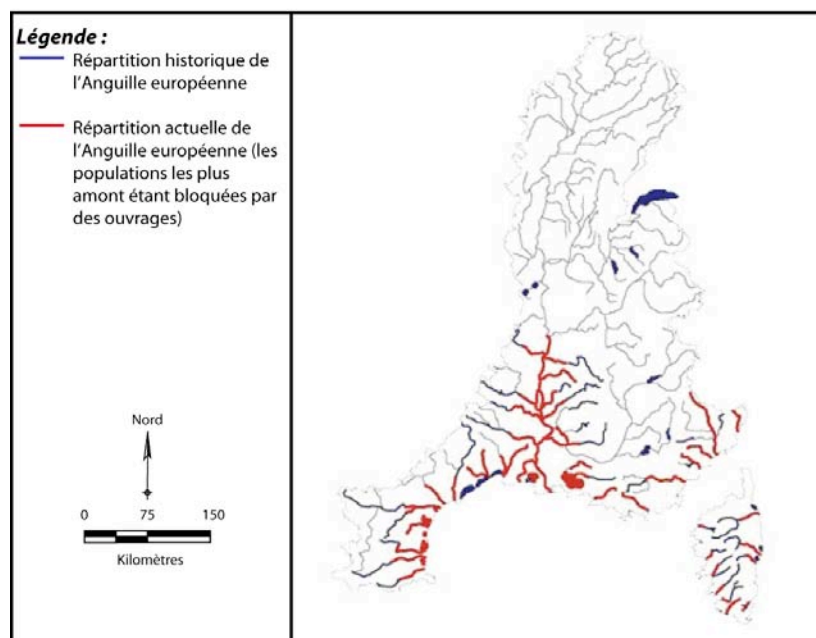 Légende :
Répartition historique de
l'Anguille européenne
Répartition actuelle de
l'Anguille européenne (les
populations les plus
amont étant bloquées par
des ouvrages)
Nord
0 75 150
Kilomètres